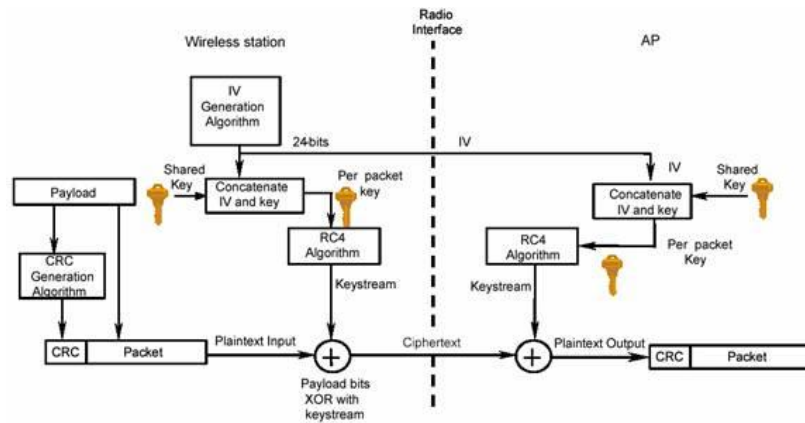 Radio
Interface
Wireless station
AP
IV
Generation
Algorithm
24-bits
IV
IV
Shared
Key
Per packet
key
Shared
Key
Payload
Concatenate
IV and key
Concatenate
IV and key
CRC
Generation
Algorithm
RC4
Algorithm
RC4
Algorithm
Per packet
Key
Keystream
Keystream
CRC
Packet
Plaintext Input
Ciphertext
Plaintext Output
CRC
Packet
Payload bits
XOR with
keystream